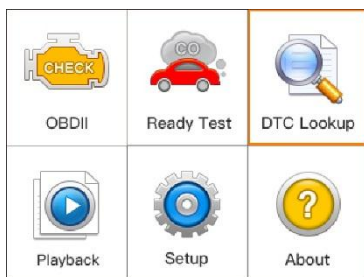 CHECK
CO
OBDII
Ready Test
DTC Lookup
?
Playback
Setup
About